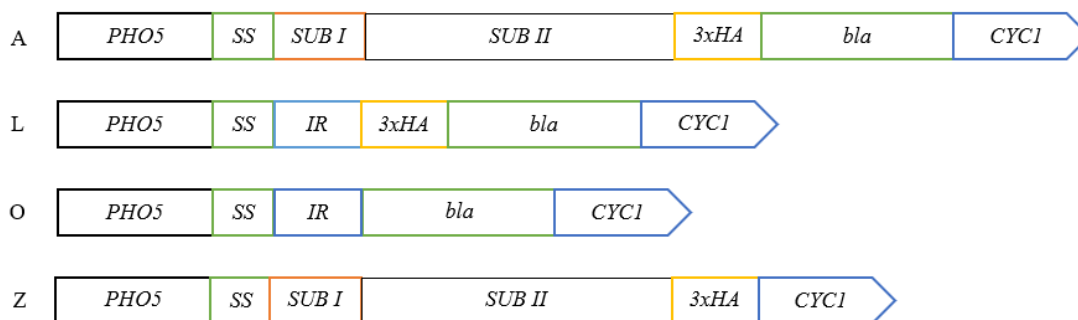 A PHO5 SS SUB I SUB II 3xHA bla CYC1
L PHO5 SS IR 3xHA bla CYC1
O PHO5 SS IR bla CYC1
Z PHO5 SS SUB I SUB II 3xHA CYC1